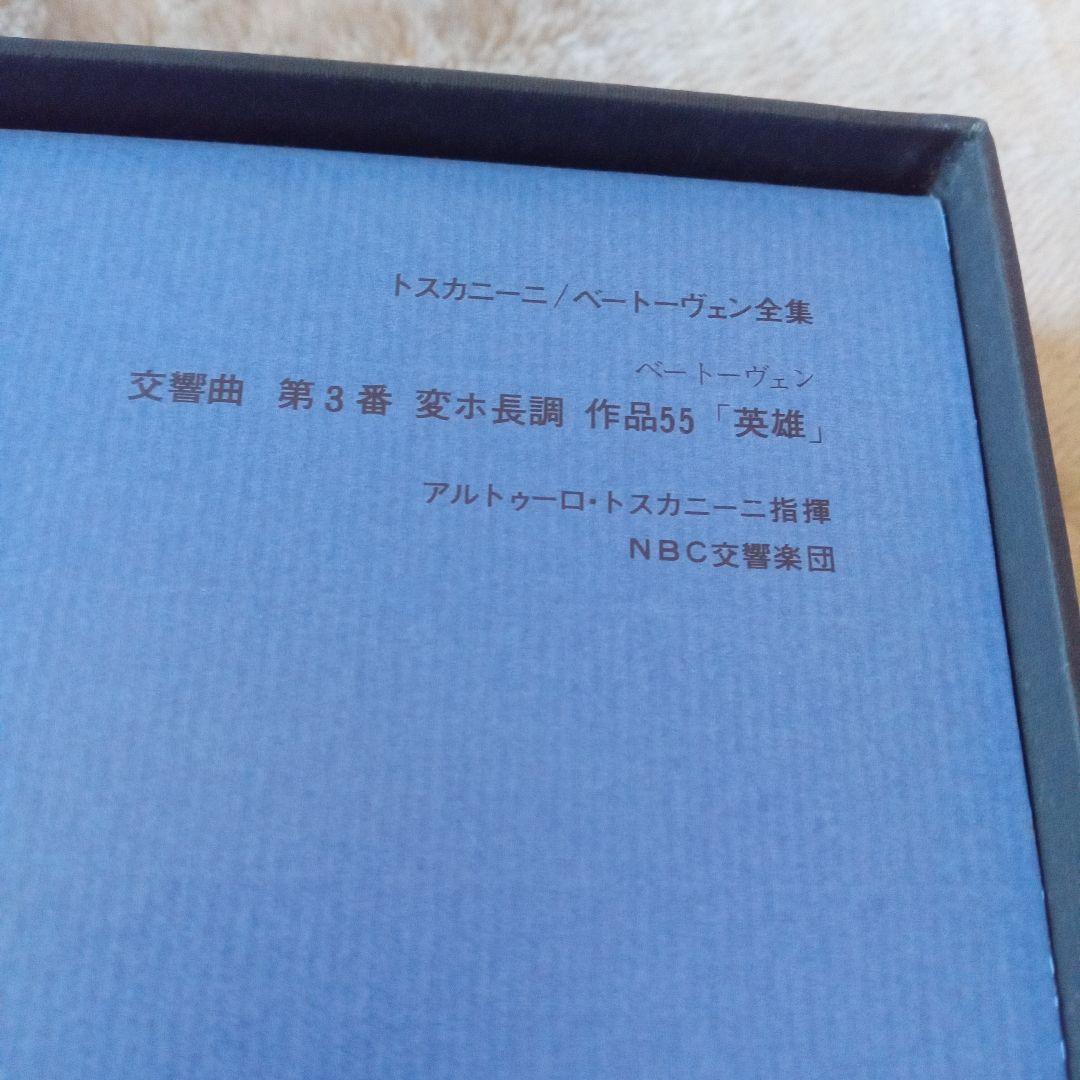 トスカニーニ/ベートーヴェン全集
ベートーヴェン
交響曲 第3番 変ホ長調 作品55「英雄」
アルトゥーロ・トスカニーニ指揮
NBC交響楽団